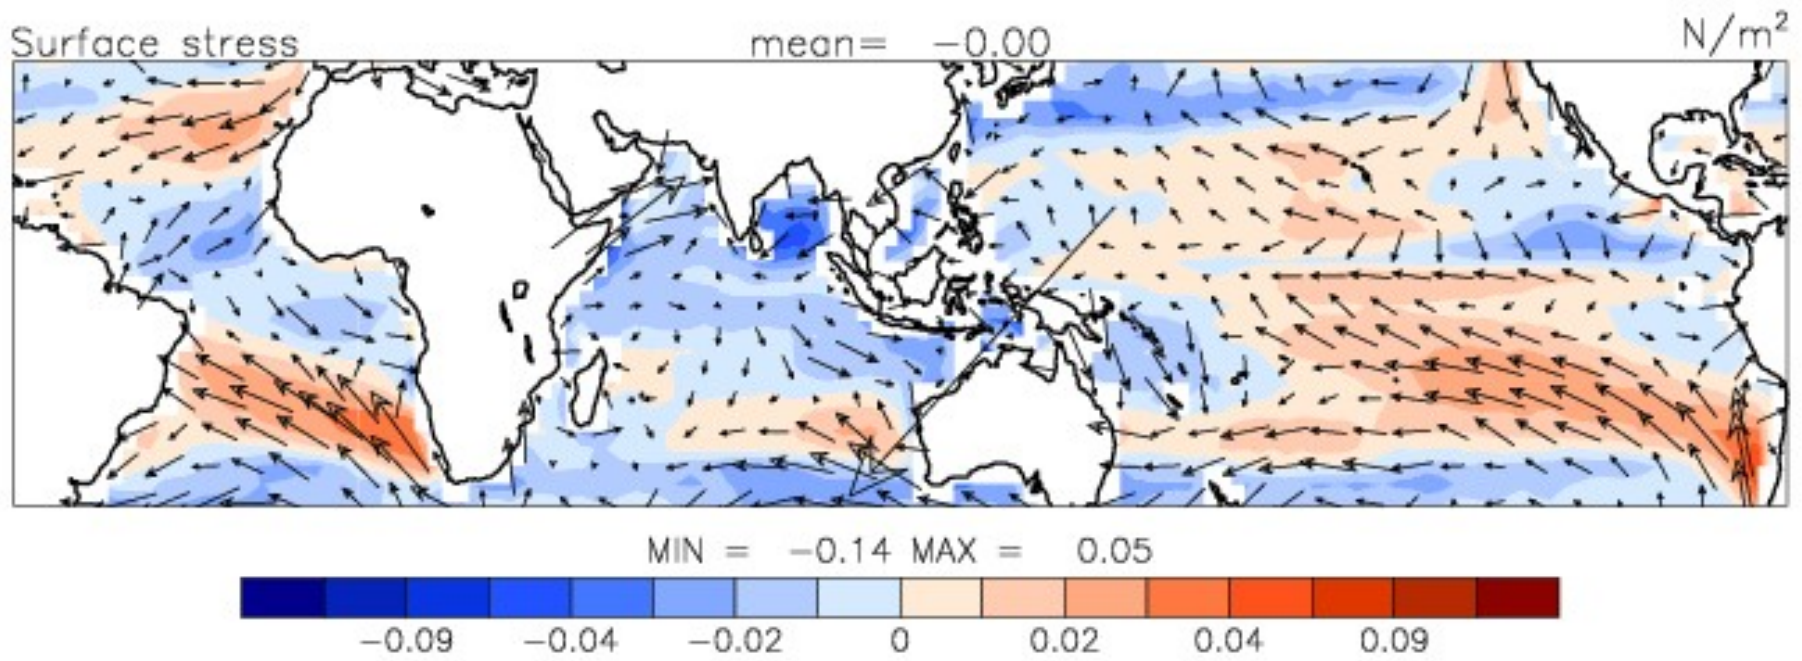 Surface stress mean= −0.00 N/m²
MIN = −0.14 MAX = 0.05
−0.09 −0.04 −0.02 0 0.02 0.04 0.09